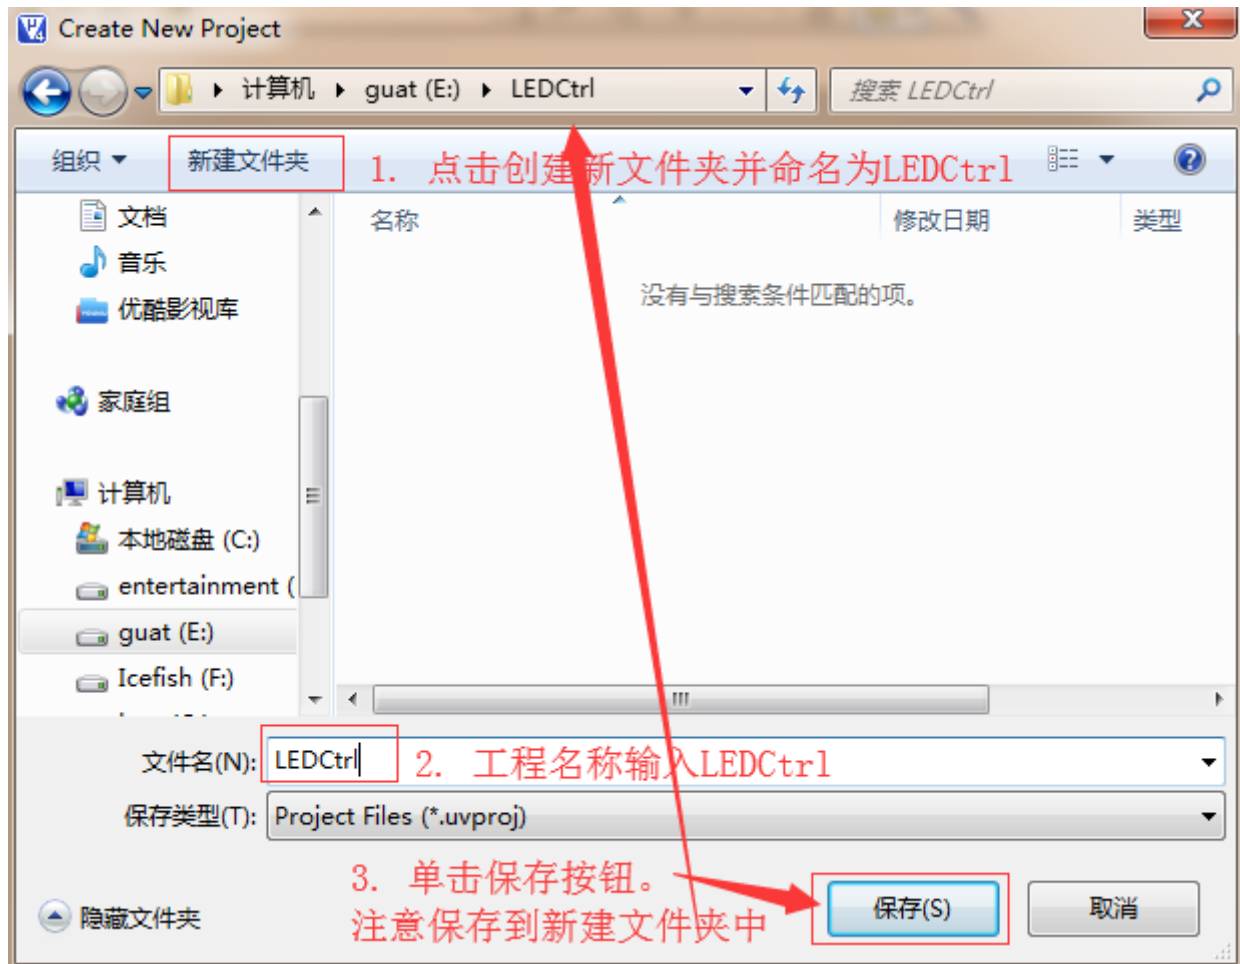 Create New Project
计算机 guat (E:) LEDCtrl
搜索 LEDCtrl
组织 新建文件夹
1. 点击创建新文件夹并命名为LEDCtrl
文档
音乐
优酷影视库
家庭组
计算机
本地磁盘 (C:)
entertainment (
guat (E:)
Icefish (F:)
名称 修改日期 类型
没有与搜索条件匹配的项。
文件名(N): LEDCtrl
2. 工程名称输入LEDCtrl
保存类型(T): Project Files (*.uvproj)
3. 单击保存按钮。
注意保存到新建文件夹中
隐藏文件夹
保存(S) 取消